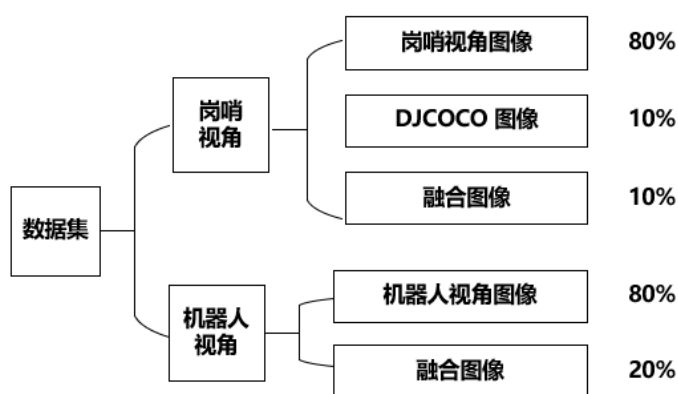 岗哨视角图像 80%
岗哨
视角
DJCOCO 图像 10%
融合图像 10%
数据集
机器人视角图像 80%
机器人
视角
融合图像 20%